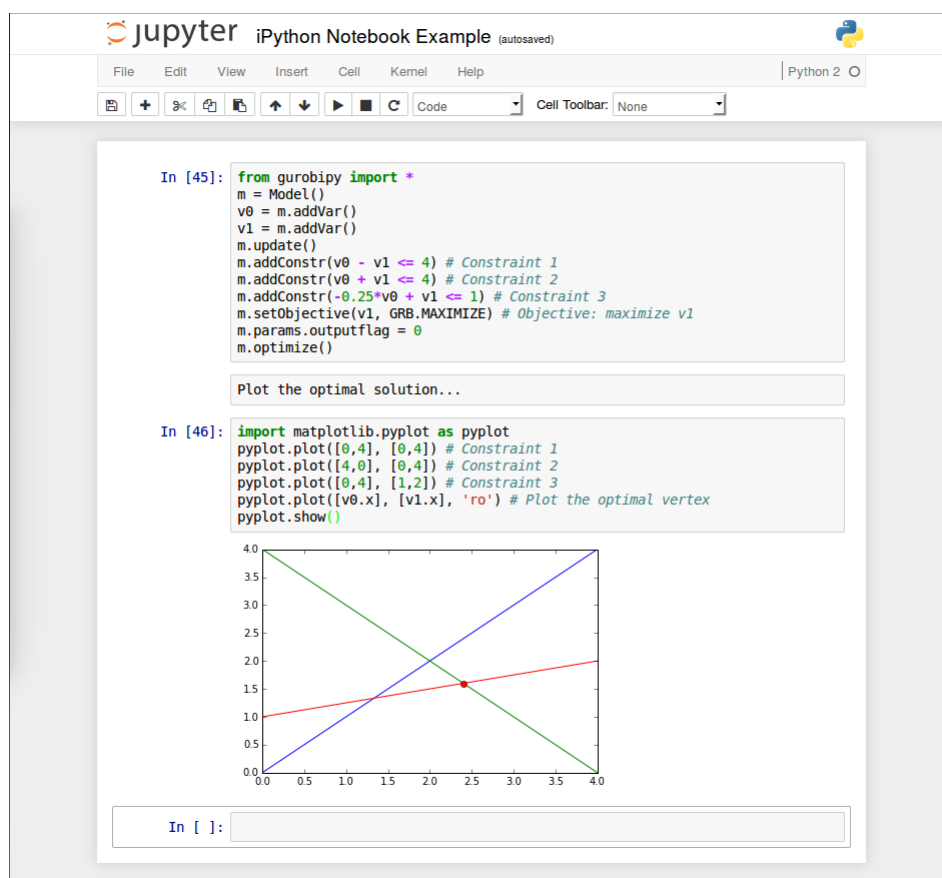 jupyter iPython Notebook Example (autosaved)
File Edit View Insert Cell Kernel Help Python 2
Code Cell Toolbar: None
In [45]: from gurobipy import *
m = Model()
v0 = m.addVar()
v1 = m.addVar()
m.update()
m.addConstr(v0 - v1 <= 4) # Constraint 1
m.addConstr(v0 + v1 <= 4) # Constraint 2
m.addConstr(-0.25*v0 + v1 <= 1) # Constraint 3
m.setObjective(v1, GRB.MAXIMIZE) # Objective: maximize v1
m.params.outputflag = 0
m.optimize()
Plot the optimal solution...
In [46]: import matplotlib.pyplot as pyplot
pyplot.plot([0,4], [0,4]) # Constraint 1
pyplot.plot([4,0], [0,4]) # Constraint 2
pyplot.plot([0,4], [1,2]) # Constraint 3
pyplot.plot([v0.x], [v1.x], 'ro') # Plot the optimal vertex
pyplot.show()
4.0
3.5
3.0
2.5
2.0
1.5
1.0
0.5
0.0
0.0 0.5 1.0 1.5 2.0 2.5 3.0 3.5 4.0
In [ ]: